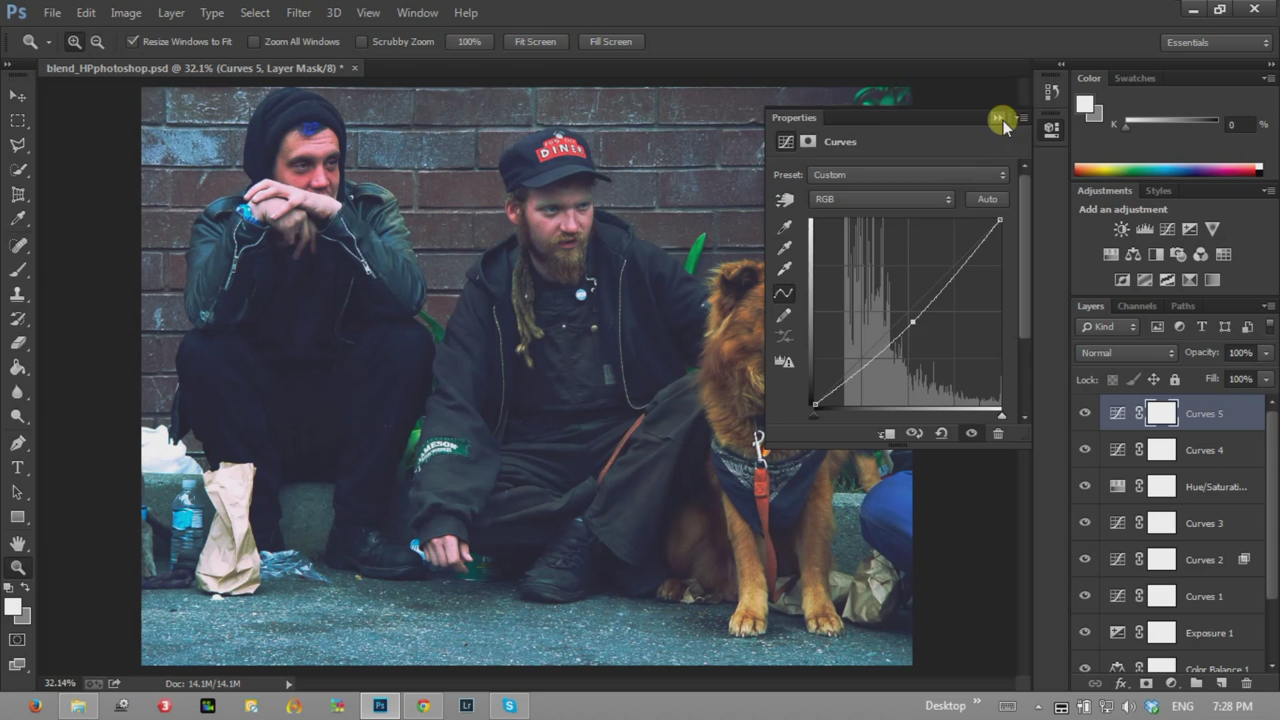 Ps File Edit Image Layer Type Select Filter 3D View Window Help
Resize Windows to Fit Zoom All Windows Scrubby Zoom 100% Fit Screen Fill Screen Essentials
blend_HPphotoshop.psd @ 32.1% (Curves 5, Layer Mask/8) * ×
Color Swatches
K 0 %
Properties
Curves
Preset: Custom
RGB Auto
Adjustments Styles
Add an adjustment
Layers Channels Paths
Kind
Normal Opacity: 100%
Lock: Fill: 100%
Curves 5
Curves 4
Hue/Saturati...
Curves 3
Curves 2
Curves 1
Exposure 1
Color Balance 1
DINER
JAMESON
32.14% Doc: 14.1M/14.1M
Ps Lr Desktop ENG 7:28 PM